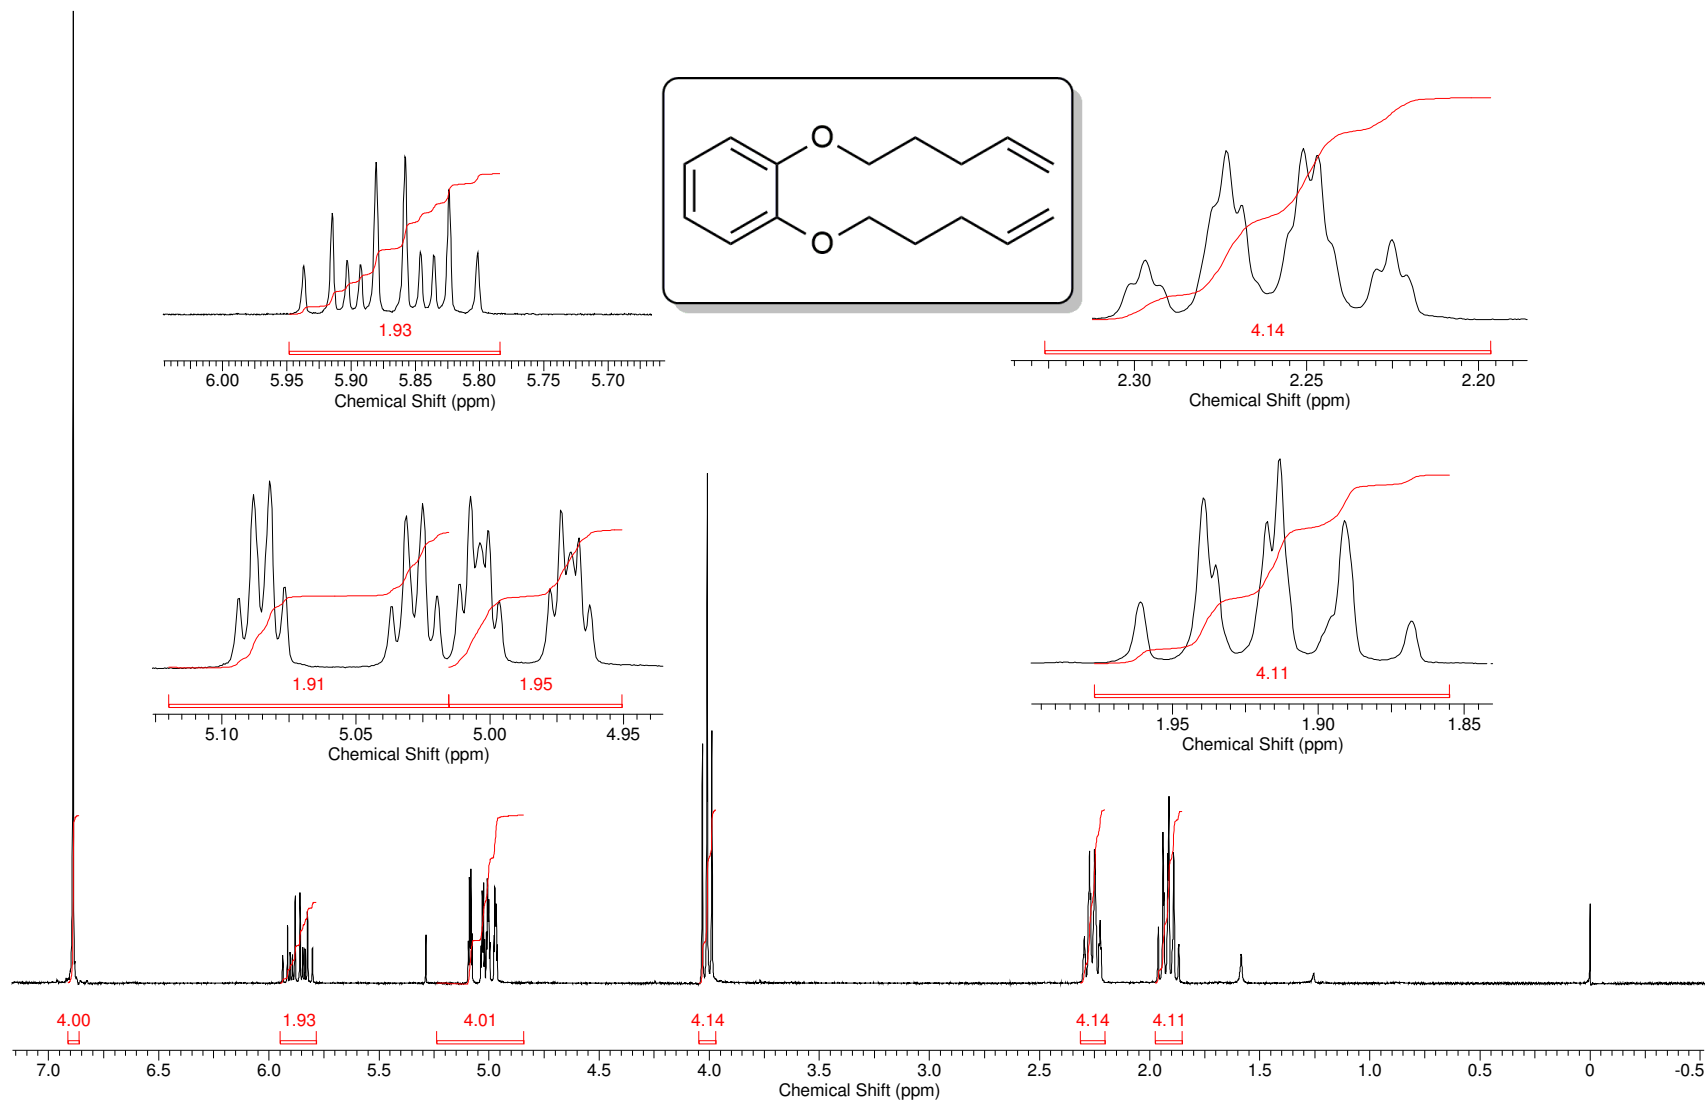 O
O
1.93
6.00 5.95 5.90 5.85 5.80 5.75 5.70
Chemical Shift (ppm)
4.14
2.30 2.25 2.20
Chemical Shift (ppm)
1.91 1.95
5.10 5.05 5.00 4.95
Chemical Shift (ppm)
4.11
1.95 1.90 1.85
Chemical Shift (ppm)
4.00 1.93 4.01 4.14 4.14 4.11
7.0 6.5 6.0 5.5 5.0 4.5 4.0 3.5 3.0 2.5 2.0 1.5 1.0 0.5 0 -0.5
Chemical Shift (ppm)